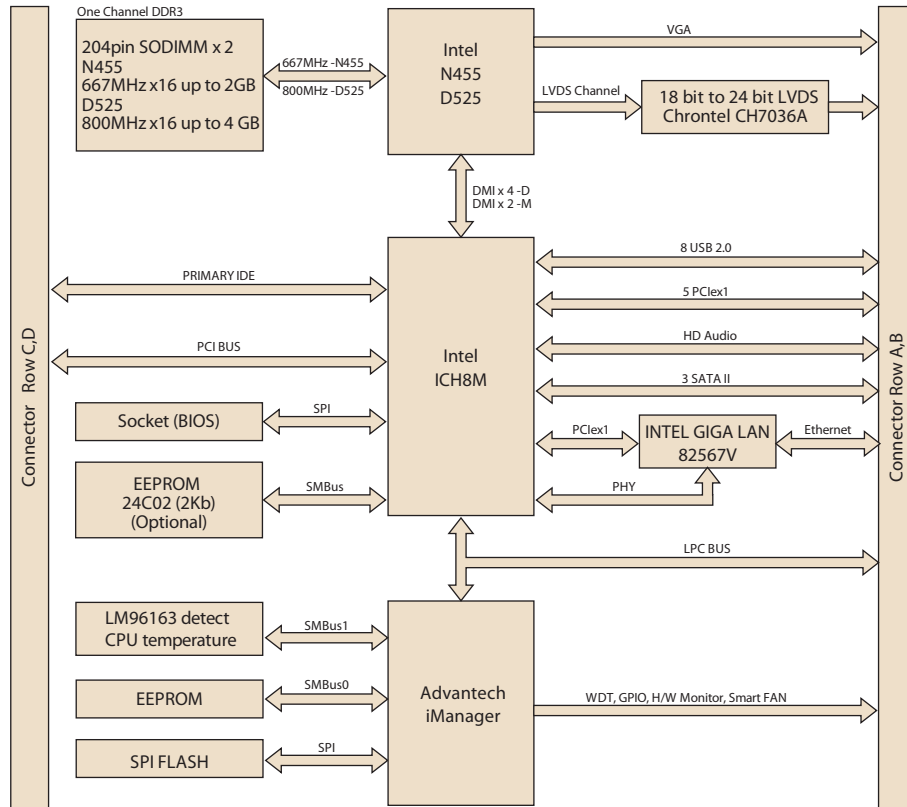 One Channel DDR3
204pin SODIMM x 2
N455
667MHz x16 up to 2GB
D525
800MHz x16 up to 4 GB
667MHz -N455
800MHz -D525
Intel
N455
D525
VGA
LVDS Channel
18 bit to 24 bit LVDS
Chrontel CH7036A
DMI x 4 -D
DMI x 2 -M
Connector Row C,D
PRIMARY IDE
PCI BUS
Socket (BIOS)
SPI
EEPROM
24C02 (2Kb)
(Optional)
SMBus
Intel
ICH8M
8 USB 2.0
5 PCIex1
HD Audio
3 SATA II
PCIex1
INTEL GIGA LAN
82567V
Ethernet
PHY
LPC BUS
Connector Row A,B
LM96163 detect
CPU temperature
SMBus1
EEPROM
SMBus0
SPI FLASH
SPI
Advantech
iManager
WDT, GPIO, H/W Monitor, Smart FAN